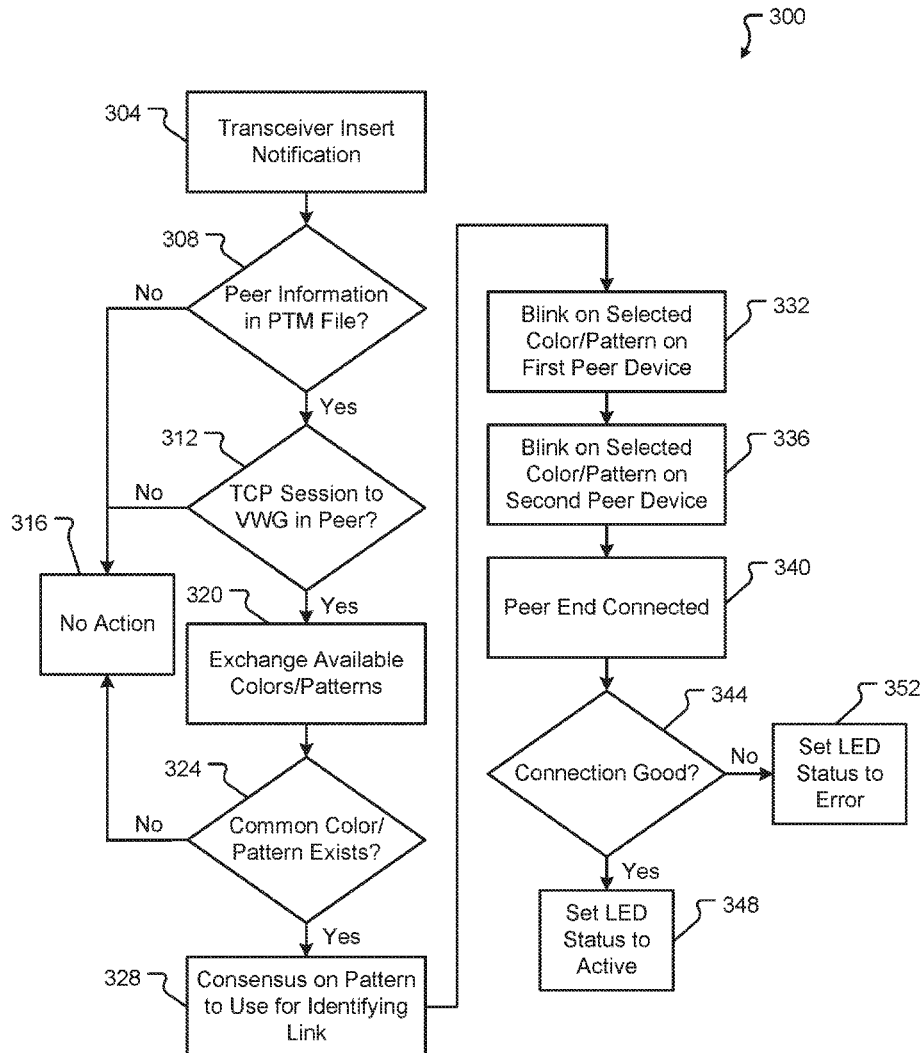 300
304
Transceiver Insert
Notification
308
Peer Information
in PTM File?
No
Yes
312
TCP Session to
VWG in Peer?
No
Yes
316
No Action
320
Exchange Available
Colors/Patterns
324
Common Color/
Pattern Exists?
No
Yes
328
Consensus on Pattern
to Use for Identifying
Link
Blink on Selected
Color/Pattern on
First Peer Device
332
Blink on Selected
Color/Pattern on
Second Peer Device
336
Peer End Connected
340
344
Connection Good?
No
352
Set LED
Status to
Error
Yes
Set LED
Status to
Active
348